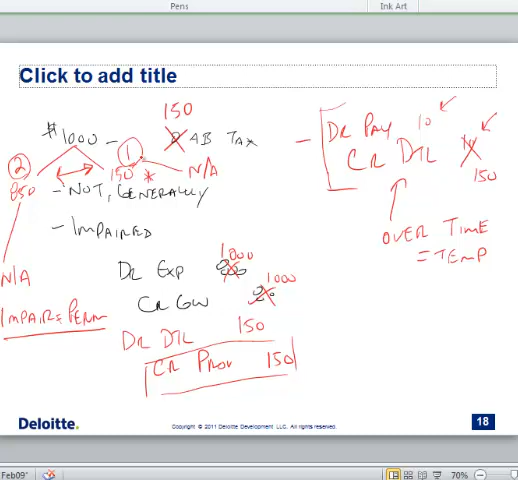 Pens
Ink Art
Click to add title
150
$1000 - AB TAX
2
1
850
150 *
N/A
- NOT, GENERALLY
- IMPAIRED
N/A
IMPAIR = PERM
DR EXP 1000
CR GW 1000
DR DTL 150
CR PROV 150
- DR PAY 10
CR DTL
150
OVER TIME
= TEMP
Deloitte.
Copyright © 2011 Deloitte Development LLC. All rights reserved.
18
Feb09"
70%